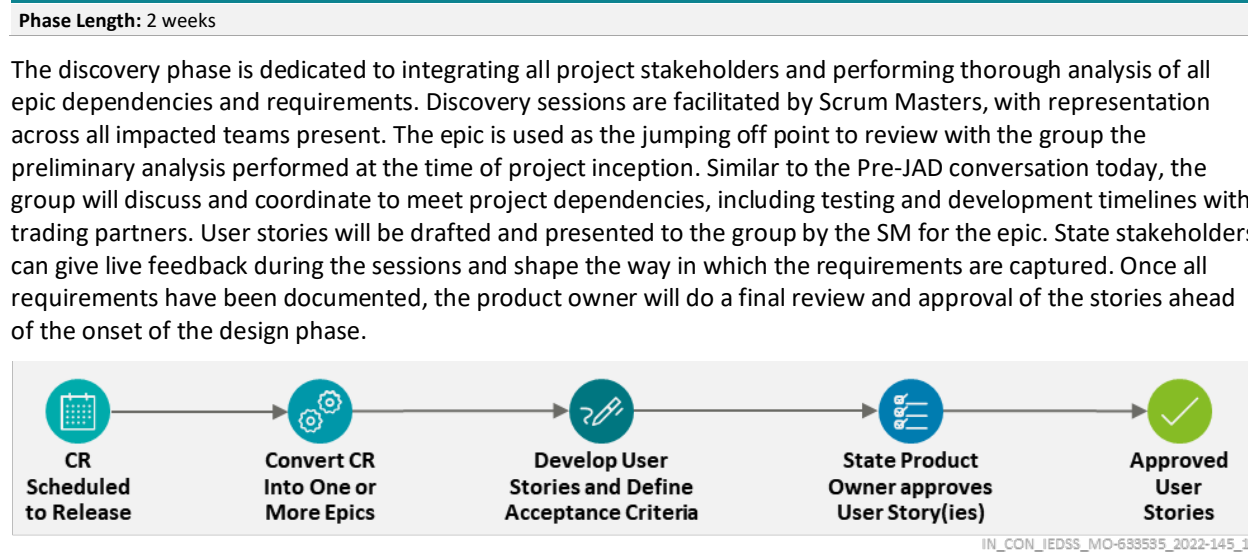 Phase Length: 2 weeks
The discovery phase is dedicated to integrating all project stakeholders and performing thorough analysis of all
epic dependencies and requirements. Discovery sessions are facilitated by Scrum Masters, with representation
across all impacted teams present. The epic is used as the jumping off point to review with the group the
preliminary analysis performed at the time of project inception. Similar to the Pre-JAD conversation today, the
group will discuss and coordinate to meet project dependencies, including testing and development timelines with
trading partners. User stories will be drafted and presented to the group by the SM for the epic. State stakeholders
can give live feedback during the sessions and shape the way in which the requirements are captured. Once all
requirements have been documented, the product owner will do a final review and approval of the stories ahead
of the onset of the design phase.
CR
Scheduled
to Release
Convert CR
Into One or
More Epics
Develop User
Stories and Define
Acceptance Criteria
State Product
Owner approves
User Story(ies)
Approved
User
Stories
IN_CON_IEDSS_MO-633535_2022-145_1